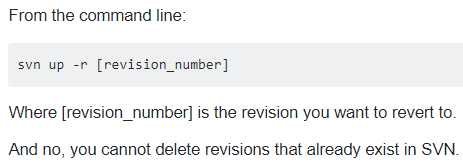 From the command line:
svn up -r [revision_number]
Where [revision_number] is the revision you want to revert to.
And no, you cannot delete revisions that already exist in SVN.